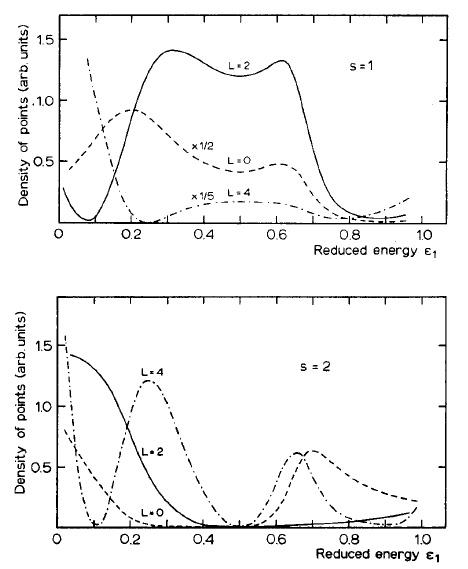 Density of points (arb. units)
1.5
1.0
0.5
s=1
L=2
×1/2
L=0
×1/5
L=4
0
0.2
0.4
0.6
0.8
1.0
Reduced energy ε1
Density of points (arb. units)
1.5
1.0
0.5
s=2
L=4
L=2
L=0
0
0.2
0.4
0.6
0.8
1.0
Reduced energy ε1